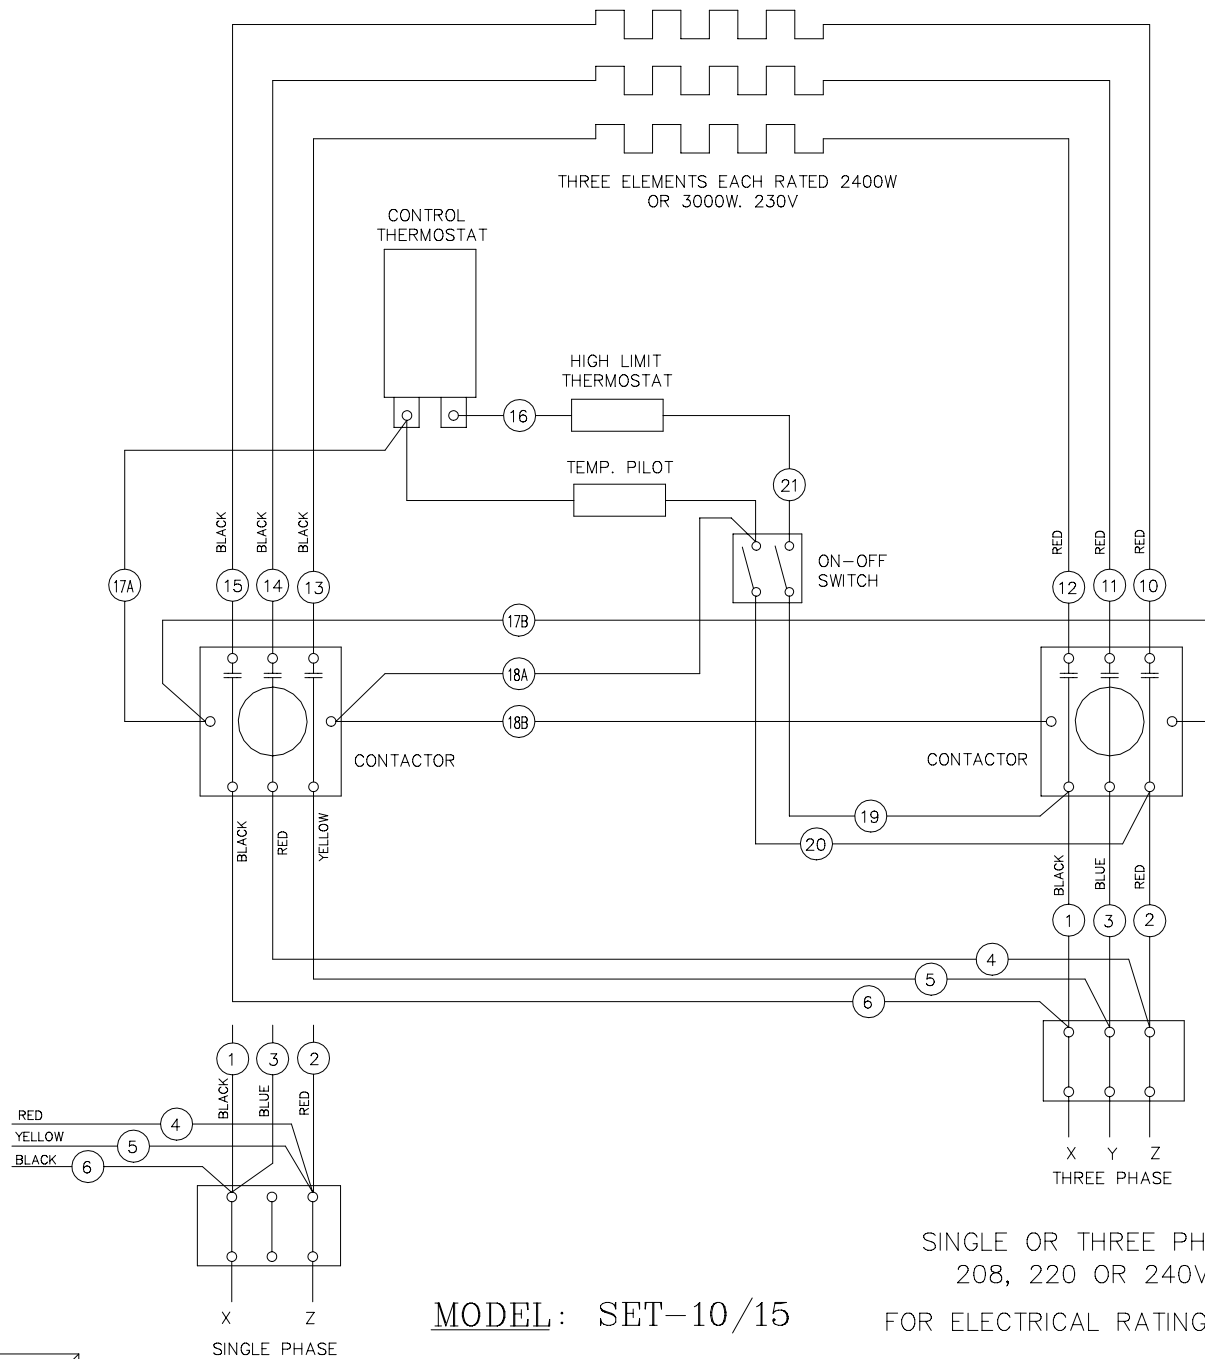 THREE ELEMENTS EACH RATED 2400W
OR 3000W. 230V
CONTROL
THERMOSTAT
HIGH LIMIT
THERMOSTAT
16
TEMP. PILOT
21
ON-OFF
SWITCH
BLACK
BLACK
BLACK
RED
RED
RED
17A
15
14
13
12
11
10
17B
18A
18B
CONTACTOR
CONTACTOR
19
20
BLACK
RED
YELLOW
BLACK
BLUE
RED
1
3
2
4
5
6
1
3
2
BLACK
BLUE
RED
RED
4
YELLOW
5
BLACK
6
X Y Z
THREE PHASE
X Z
SINGLE PHASE
MODEL: SET-10/15
SINGLE OR THREE PH
208, 220 OR 240V
FOR ELECTRICAL RATING